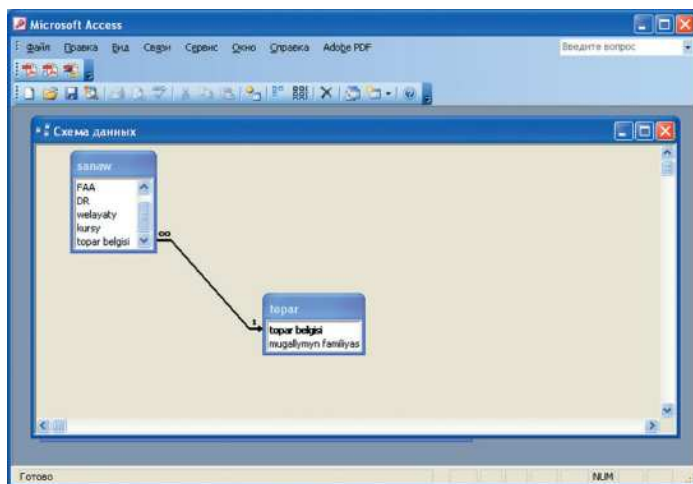 Microsoft Access
Файл Правка Вид Связи Сервис Окно Справка Adobe PDF Введите вопрос
Схема данных
sanaw
FAA
DR
welayaty
kursy
topar belgisi
∞
1
topar
topar belgisi
mugallymyn familiyas
Готово NUM